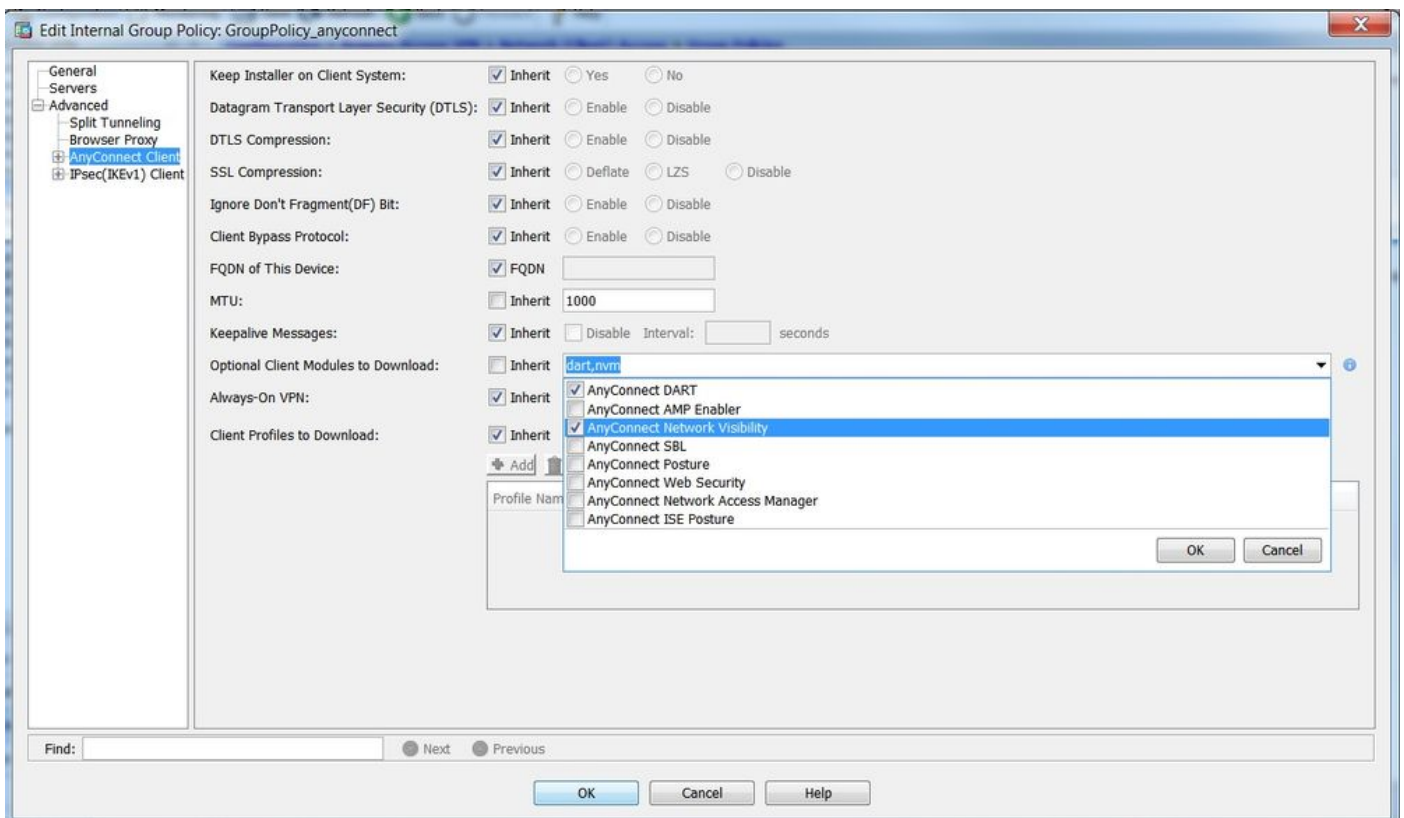 Edit Internal Group Policy: GroupPolicy_anyconnect
General
Servers
Advanced
Split Tunneling
Browser Proxy
AnyConnect Client
IPsec(IKEv1) Client
Keep Installer on Client System: Inherit Yes No
Datagram Transport Layer Security (DTLS): Inherit Enable Disable
DTLS Compression: Inherit Enable Disable
SSL Compression: Inherit Deflate LZS Disable
Ignore Don't Fragment(DF) Bit: Inherit Enable Disable
Client Bypass Protocol: Inherit Enable Disable
FQDN of This Device: FQDN
MTU: Inherit 1000
Keepalive Messages: Inherit Disable Interval: seconds
Optional Client Modules to Download: Inherit dart,nvm
Always-On VPN: Inherit
Client Profiles to Download: Inherit
Add
Profile Nam
AnyConnect DART
AnyConnect AMP Enabler
AnyConnect Network Visibility
AnyConnect SBL
AnyConnect Posture
AnyConnect Web Security
AnyConnect Network Access Manager
AnyConnect ISE Posture
OK Cancel
Find: Next Previous
OK Cancel Help